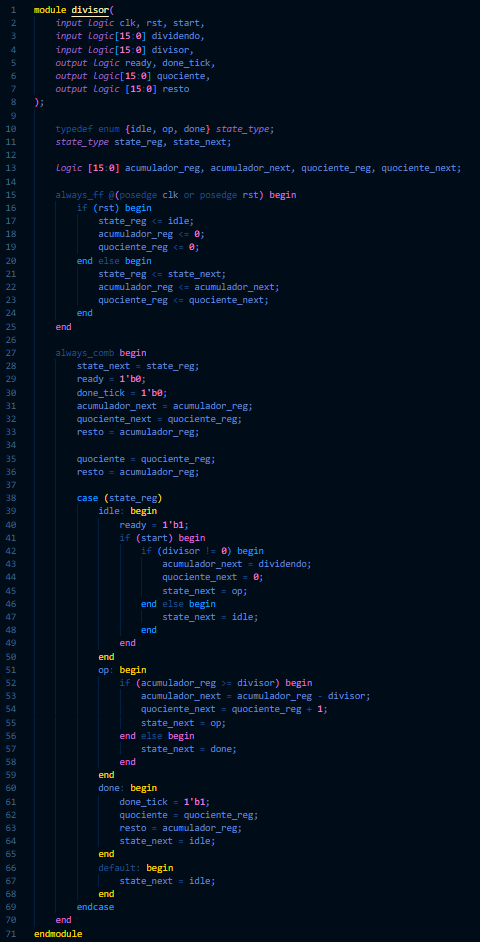 1 module divisor(
2     input logic clk, rst, start,
3     input logic[15:0] dividendo,
4     input logic[15:0] divisor,
5     output logic ready, done_tick,
6     output logic[15:0] quociente,
7     output logic [15:0] resto
8 );
9
10     typedef enum {idle, op, done} state_type;
11     state_type state_reg, state_next;
12
13     logic [15:0] acumulador_reg, acumulador_next, quociente_reg, quociente_next;
14
15     always_ff @(posedge clk or posedge rst) begin
16         if (rst) begin
17             state_reg <= idle;
18             acumulador_reg <= 0;
19             quociente_reg <= 0;
20         end else begin
21             state_reg <= state_next;
22             acumulador_reg <= acumulador_next;
23             quociente_reg <= quociente_next;
24         end
25     end
26
27     always_comb begin
28         state_next = state_reg;
29         ready = 1'b0;
30         done_tick = 1'b0;
31         acumulador_next = acumulador_reg;
32         quociente_next = quociente_reg;
33         resto = acumulador_reg;
34
35         quociente = quociente_reg;
36         resto = acumulador_reg;
37
38         case (state_reg)
39             idle: begin
40                 ready = 1'b1;
41                 if (start) begin
42                     if (divisor != 0) begin
43                         acumulador_next = dividendo;
44                         quociente_next = 0;
45                         state_next = op;
46                     end else begin
47                         state_next = idle;
48                     end
49                 end
50             end
51             op: begin
52                 if (acumulador_reg >= divisor) begin
53                     acumulador_next = acumulador_reg - divisor;
54                     quociente_next = quociente_reg + 1;
55                     state_next = op;
56                 end else begin
57                     state_next = done;
58                 end
59             end
60             done: begin
61                 done_tick = 1'b1;
62                 quociente = quociente_reg;
63                 resto = acumulador_reg;
64                 state_next = idle;
65             end
66             default: begin
67                 state_next = idle;
68             end
69         endcase
70     end
71 endmodule